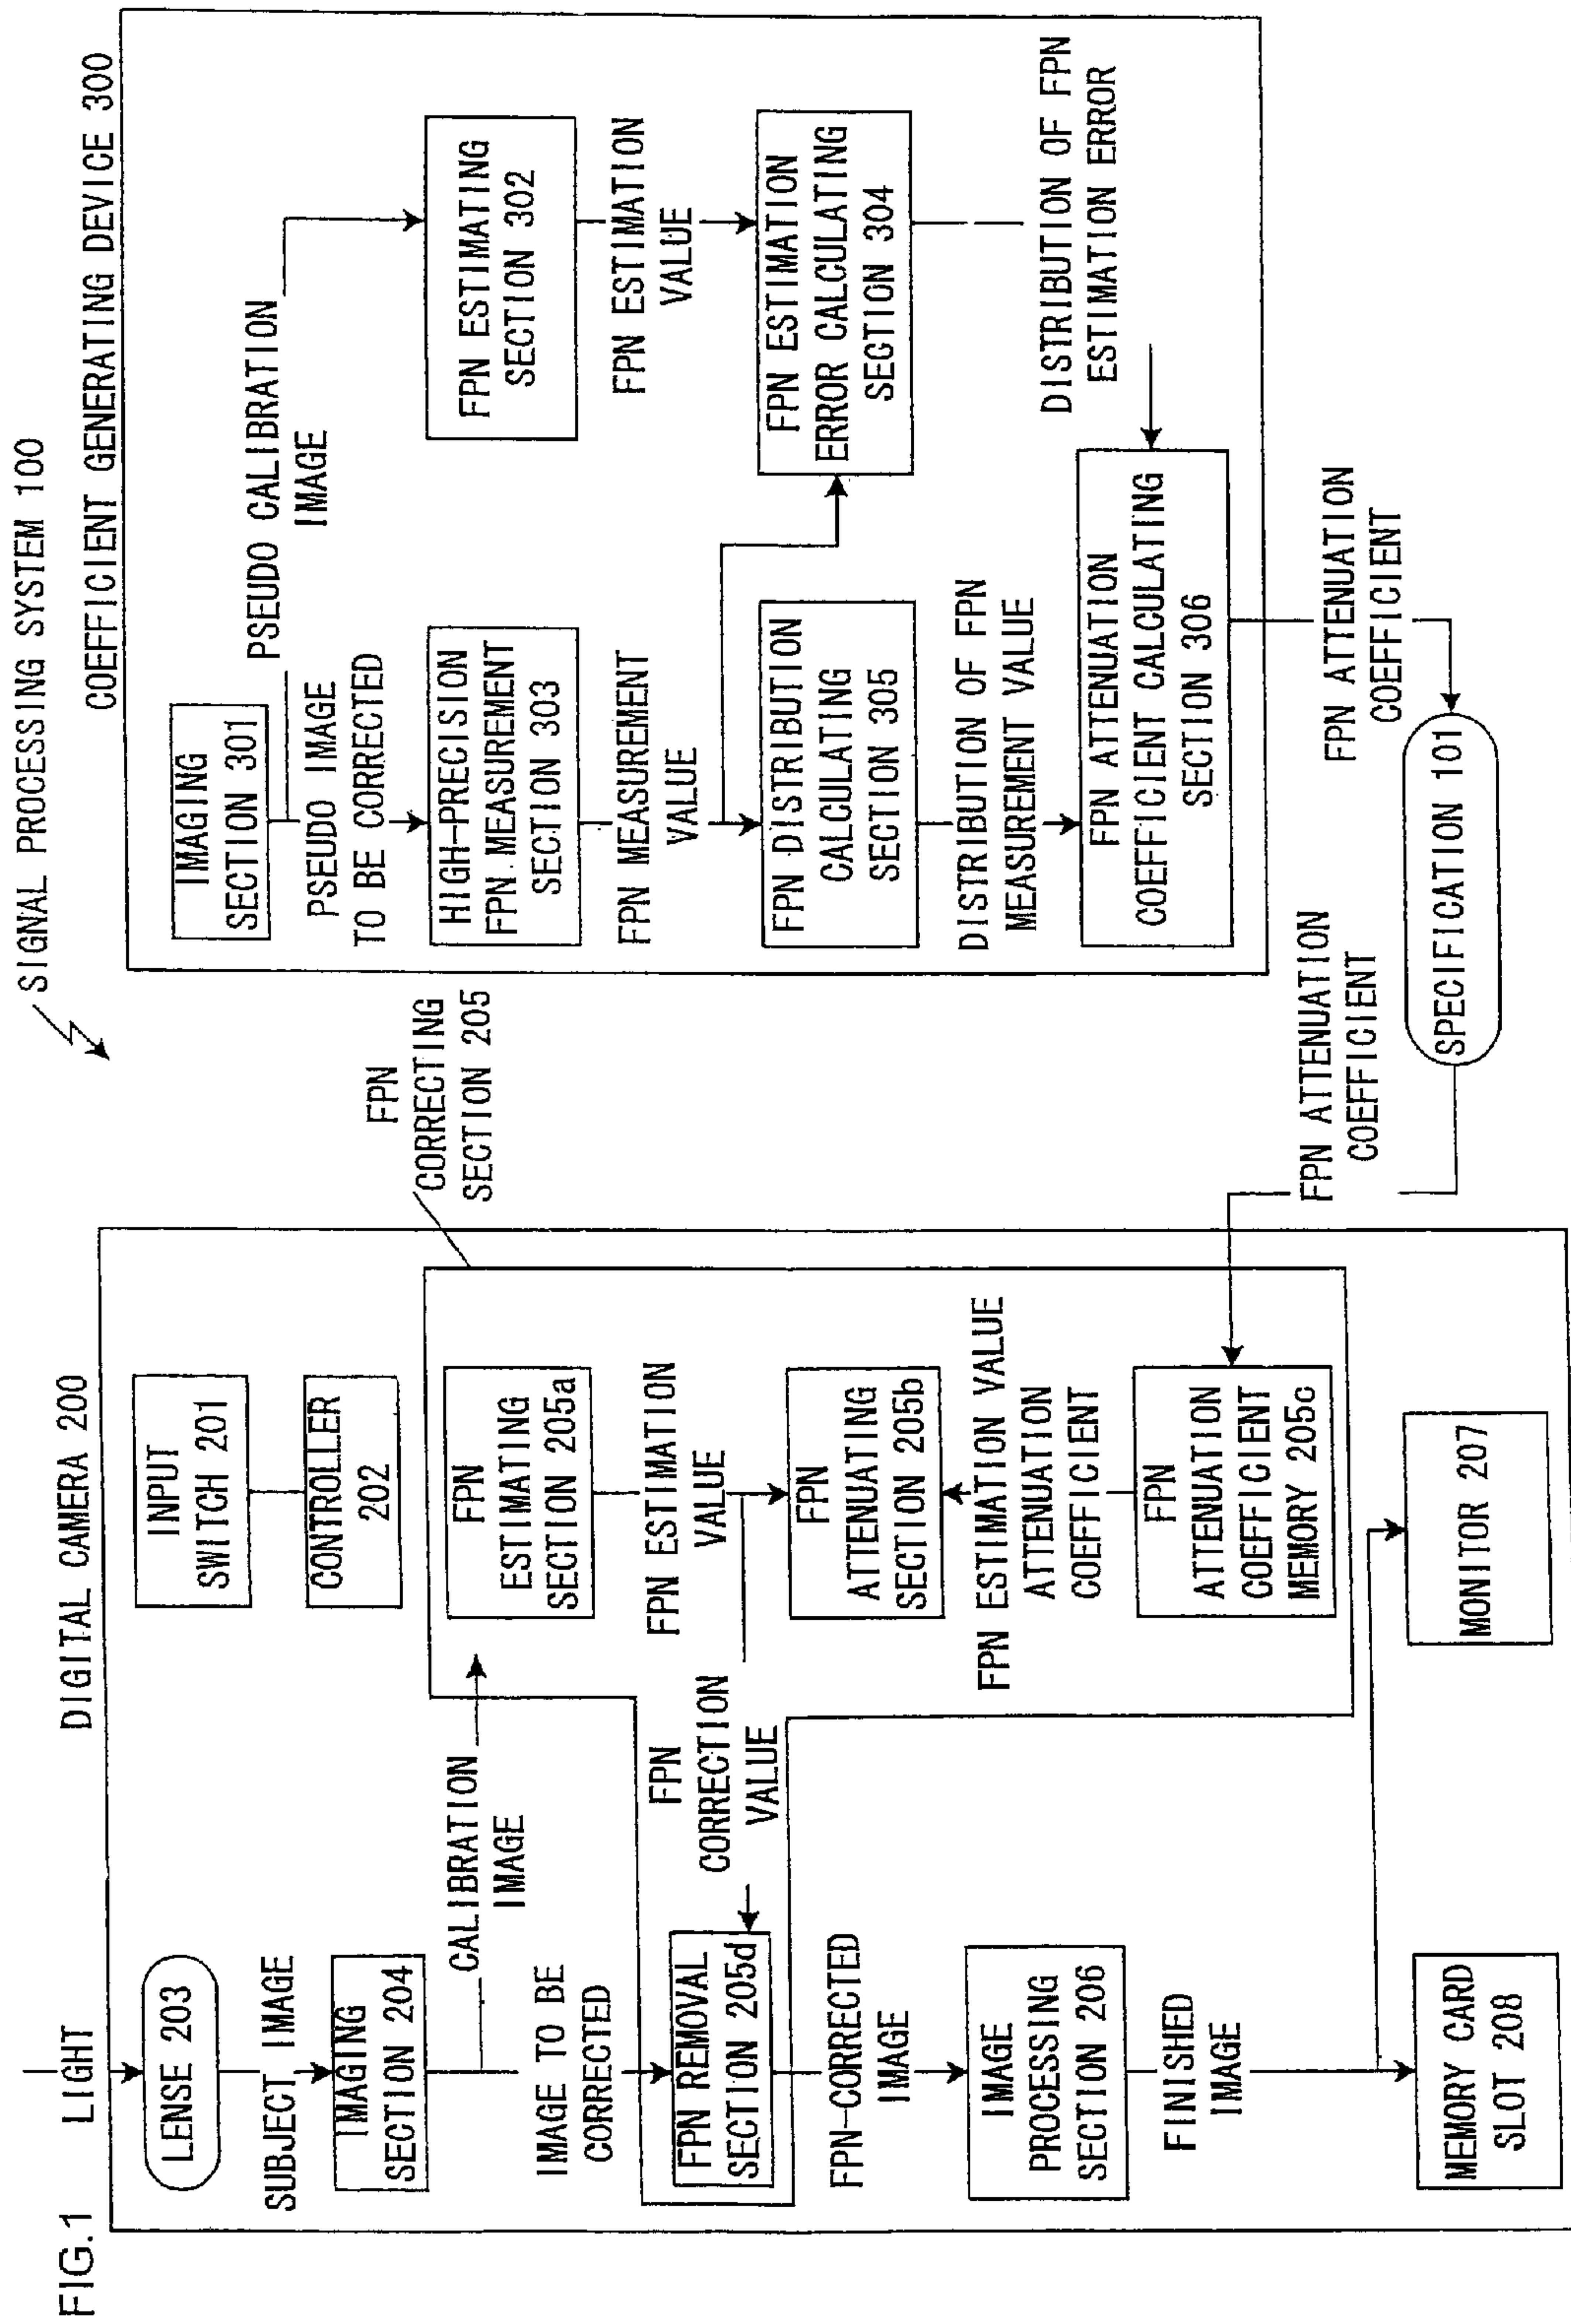 FIG.1
SIGNAL PROCESSING SYSTEM 100
DIGITAL CAMERA 200
LIGHT
LENSE 203
SUBJECT IMAGE
IMAGING
SECTION 204
CALIBRATION
IMAGE
IMAGE TO BE
CORRECTED
FPN REMOVAL
SECTION 205d
FPN-CORRECTED
IMAGE
IMAGE
PROCESSING
SECTION 206
FINISHED
IMAGE
MEMORY CARD
SLOT 208
INPUT
SWITCH 201
CONTROLLER
202
FPN
CORRECTING
SECTION 205
FPN
ESTIMATING
SECTION 205a
FPN ESTIMATION
VALUE
FPN
CORRECTION
VALUE
FPN
ATTENUATING
SECTION 205b
FPN ESTIMATION VALUE
ATTENUATION
COEFFICIENT
FPN
ATTENUATION
COEFFICIENT
MEMORY 205c
MONITOR 207
FPN ATTENUATION
COEFFICIENT
SPECIFICATION 101
FPN ATTENUATION
COEFFICIENT
COEFFICIENT GENERATING DEVICE 300
IMAGING
SECTION 301
PSEUDO CALIBRATION
IMAGE
PSEUDO IMAGE
TO BE CORRECTED
HIGH-PRECISION
FPN MEASUREMENT
SECTION 303
FPN MEASUREMENT
VALUE
FPN DISTRIBUTION
CALCULATING
SECTION 305
DISTRIBUTION OF FPN
MEASUREMENT VALUE
FPN ATTENUATION
COEFFICIENT CALCULATING
SECTION 306
FPN ESTIMATING
SECTION 302
FPN ESTIMATION
VALUE
FPN ESTIMATION
ERROR CALCULATING
SEGTION 304
DISTRIBUTION OF FPN
ESTIMATION ERROR